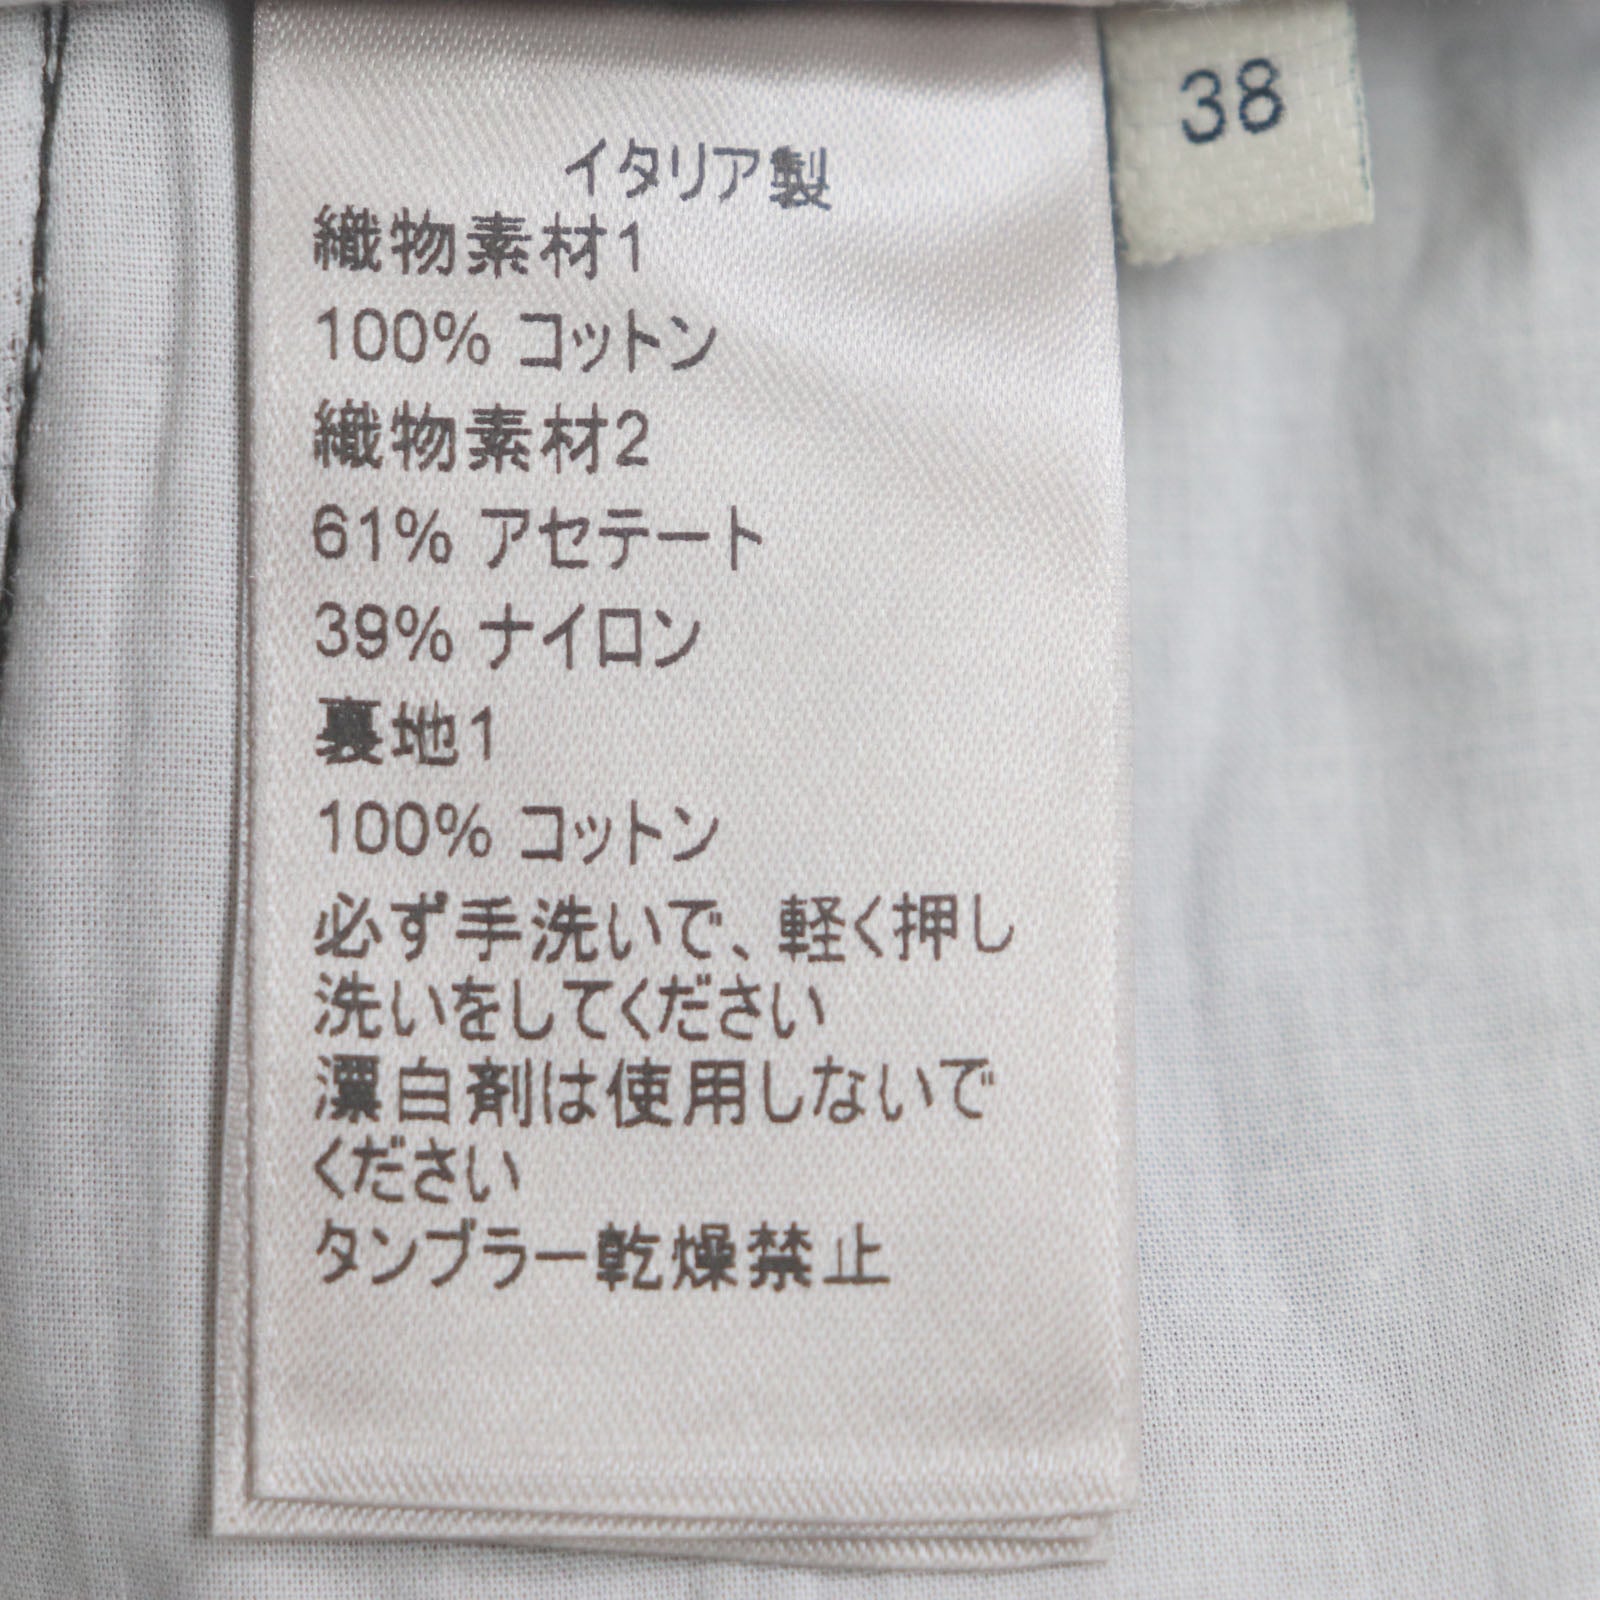 38
イタリア製
織物素材1
100% コットン
織物素材2
61% アセテート
39% ナイロン
裏地1
100% コットン
必ず手洗いで、軽く押し
洗いをしてください
漂白剤は使用しないで
ください
タンブラー乾燥禁止